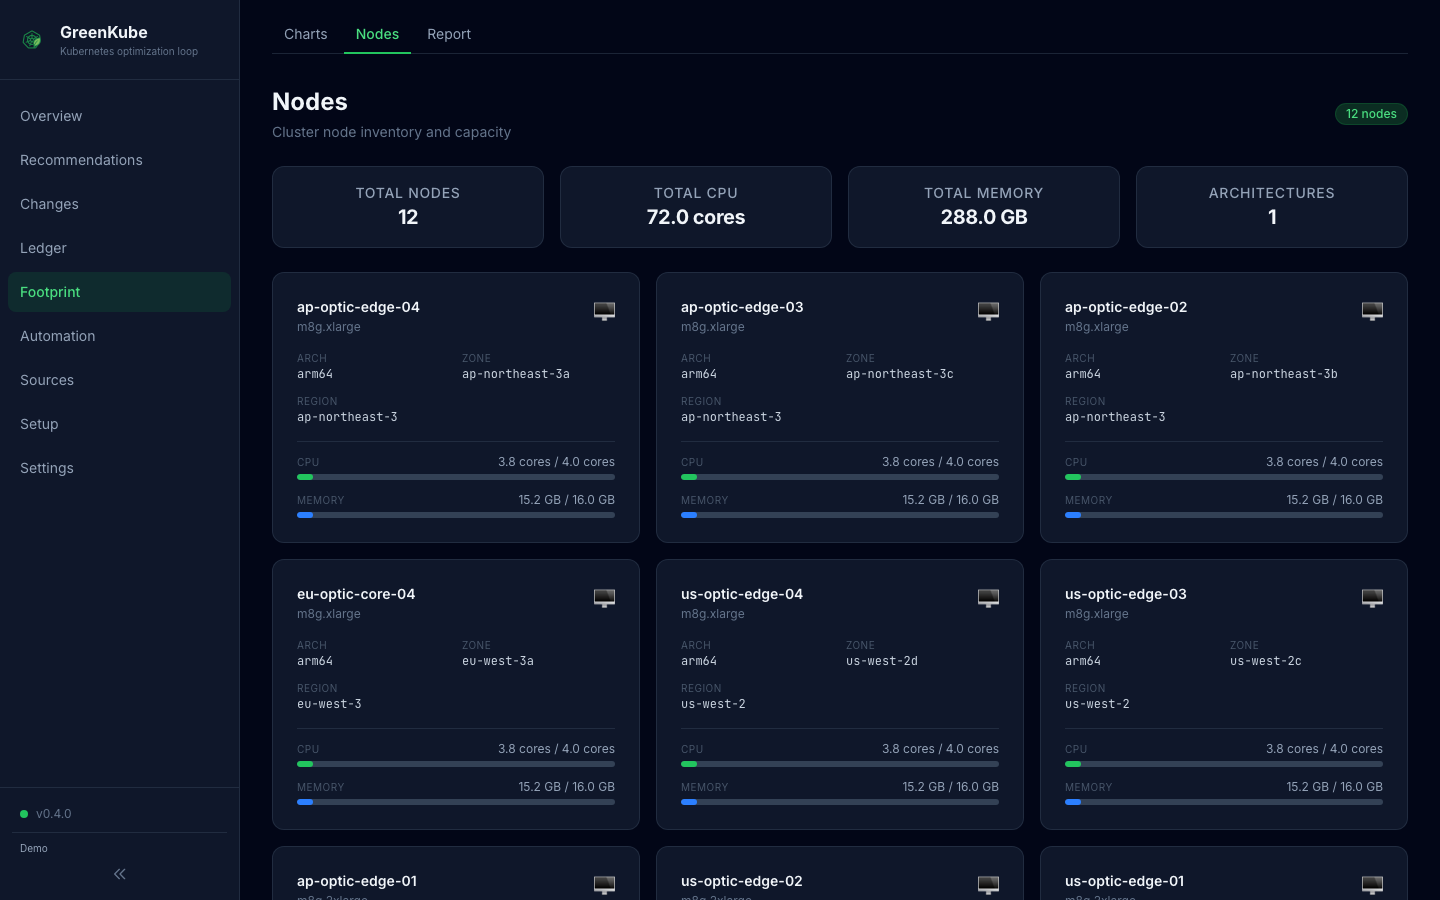 GreenKube
Kubernetes optimization loop
Overview
Recommendations
Changes
Ledger
Footprint
Automation
Sources
Setup
Settings
v0.4.0
Demo
Charts
Nodes
Report
Nodes
Cluster node inventory and capacity
12 nodes
TOTAL NODES
12
TOTAL CPU
72.0 cores
TOTAL MEMORY
288.0 GB
ARCHITECTURES
1
ap-optic-edge-04
m8g.xlarge
ARCH
arm64
ZONE
ap-northeast-3a
REGION
ap-northeast-3
CPU
3.8 cores / 4.0 cores
MEMORY
15.2 GB / 16.0 GB
ap-optic-edge-03
m8g.xlarge
ARCH
arm64
ZONE
ap-northeast-3c
REGION
ap-northeast-3
CPU
3.8 cores / 4.0 cores
MEMORY
15.2 GB / 16.0 GB
ap-optic-edge-02
m8g.xlarge
ARCH
arm64
ZONE
ap-northeast-3b
REGION
ap-northeast-3
CPU
3.8 cores / 4.0 cores
MEMORY
15.2 GB / 16.0 GB
eu-optic-core-04
m8g.xlarge
ARCH
arm64
ZONE
eu-west-3a
REGION
eu-west-3
CPU
3.8 cores / 4.0 cores
MEMORY
15.2 GB / 16.0 GB
us-optic-edge-04
m8g.xlarge
ARCH
arm64
ZONE
us-west-2d
REGION
us-west-2
CPU
3.8 cores / 4.0 cores
MEMORY
15.2 GB / 16.0 GB
us-optic-edge-03
m8g.xlarge
ARCH
arm64
ZONE
us-west-2c
REGION
us-west-2
CPU
3.8 cores / 4.0 cores
MEMORY
15.2 GB / 16.0 GB
ap-optic-edge-01
us-optic-edge-02
us-optic-edge-01